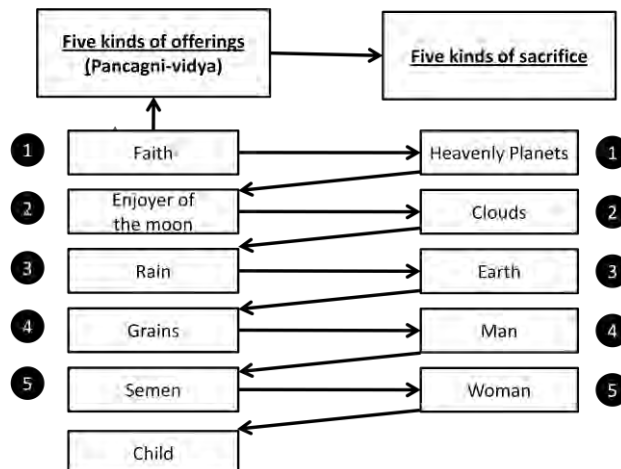 Five kinds of offerings
(Pancagni-vidya)
Five kinds of sacrifice
1
Faith
Heavenly Planets
1
2
Enjoyer of
the moon
Clouds
2
3
Rain
Earth
3
4
Grains
Man
4
5
Semen
Woman
5
Child